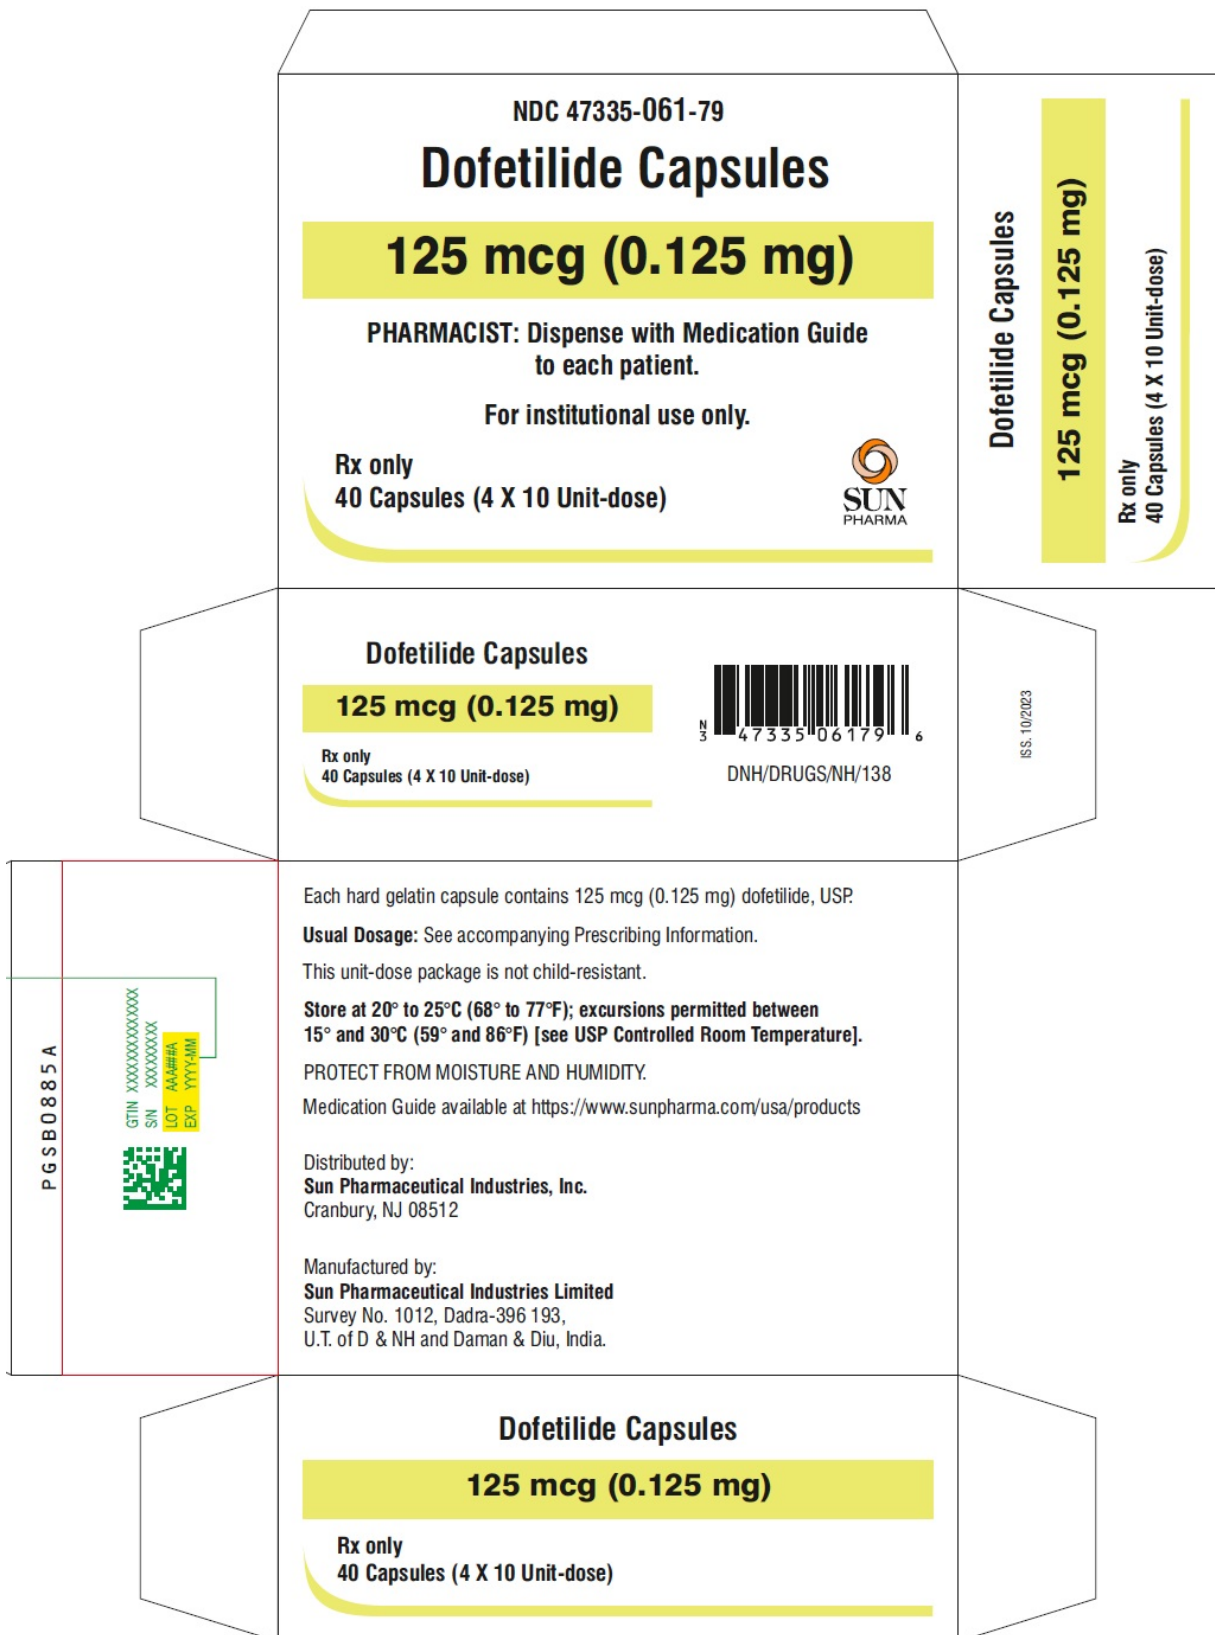 NDC 47335-061-79
Dofetilide Capsules
125 mcg (0.125 mg)
PHARMACIST: Dispense with Medication Guide
to each patient.
For institutional use only.
Rx only
40 Capsules (4 X 10 Unit-dose)
SUN
PHARMA
Dofetilide Capsules
125 mcg (0.125 mg)
Rx only
40 Capsules (4 X 10 Unit-dose)
Dofetilide Capsules
125 mcg (0.125 mg)
Rx only
40 Capsules (4 X 10 Unit-dose)
N
3
47335 06179 6
DNH/DRUGS/NH/138
ISS. 10/2023
PGSB0885A
GTIN XXXXXXXXXXXXXX
S/N XXXXXXXXX
LOT AAA###A
EXP YYYY-MM
Each hard gelatin capsule contains 125 mcg (0.125 mg) dofetilide, USP.
Usual Dosage: See accompanying Prescribing Information.
This unit-dose package is not child-resistant.
Store at 20° to 25°C (68° to 77°F); excursions permitted between
15° and 30°C (59° and 86°F) [see USP Controlled Room Temperature].
PROTECT FROM MOISTURE AND HUMIDITY.
Medication Guide available at https://www.sunpharma.com/usa/products
Distributed by:
Sun Pharmaceutical Industries, Inc.
Cranbury, NJ 08512
Manufactured by:
Sun Pharmaceutical Industries Limited
Survey No. 1012, Dadra-396 193,
U.T. of D & NH and Daman & Diu, India.
Dofetilide Capsules
125 mcg (0.125 mg)
Rx only
40 Capsules (4 X 10 Unit-dose)